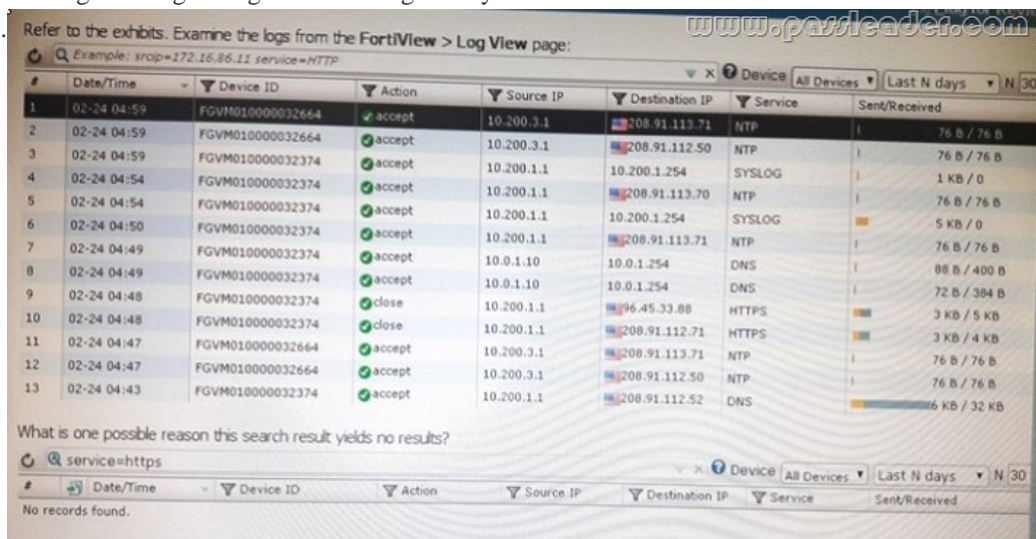 www.passleader.com
Refer to the exhibits. Examine the logs from the FortiView > Log View page:
Example: srcip=172.16.86.11 service=HTTP
Device All Devices Last N days N 30
# Date/Time Device ID Action Source IP Destination IP Service Sent/Received
1 02-24 04:59 FGVM010000032664 accept 10.200.3.1 208.91.113.71 NTP 76 B / 76 B
2 02-24 04:59 FGVM010000032664 accept 10.200.3.1 208.91.112.50 NTP 76 B / 76 B
3 02-24 04:59 FGVM010000032374 accept 10.200.1.1 10.200.1.254 SYSLOG 1 KB / 0
4 02-24 04:54 FGVM010000032374 accept 10.200.1.1 208.91.113.70 NTP 76 B / 76 B
5 02-24 04:54 FGVM010000032374 accept 10.200.1.1 10.200.1.254 SYSLOG 5 KB / 0
6 02-24 04:50 FGVM010000032374 accept 10.200.1.1 208.91.113.71 NTP 76 B / 76 B
7 02-24 04:49 FGVM010000032374 accept 10.0.1.10 10.0.1.254 DNS 88 B / 400 B
8 02-24 04:49 FGVM010000032374 accept 10.0.1.10 10.0.1.254 DNS 72 B / 384 B
9 02-24 04:48 FGVM010000032374 close 10.200.1.1 96.45.33.88 HTTPS 3 KB / 5 KB
10 02-24 04:48 FGVM010000032374 close 10.200.1.1 208.91.112.71 HTTPS 3 KB / 4 KB
11 02-24 04:47 FGVM010000032664 accept 10.200.3.1 208.91.113.71 NTP 76 B / 76 B
12 02-24 04:47 FGVM010000032664 accept 10.200.3.1 208.91.112.50 NTP 76 B / 76 B
13 02-24 04:43 FGVM010000032374 accept 10.200.1.1 208.91.112.52 DNS 6 KB / 32 KB
What is one possible reason this search result yields no results?
service=https
Device All Devices Last N days N 30
# Date/Time Device ID Action Source IP Destination IP Service Sent/Received
No records found.